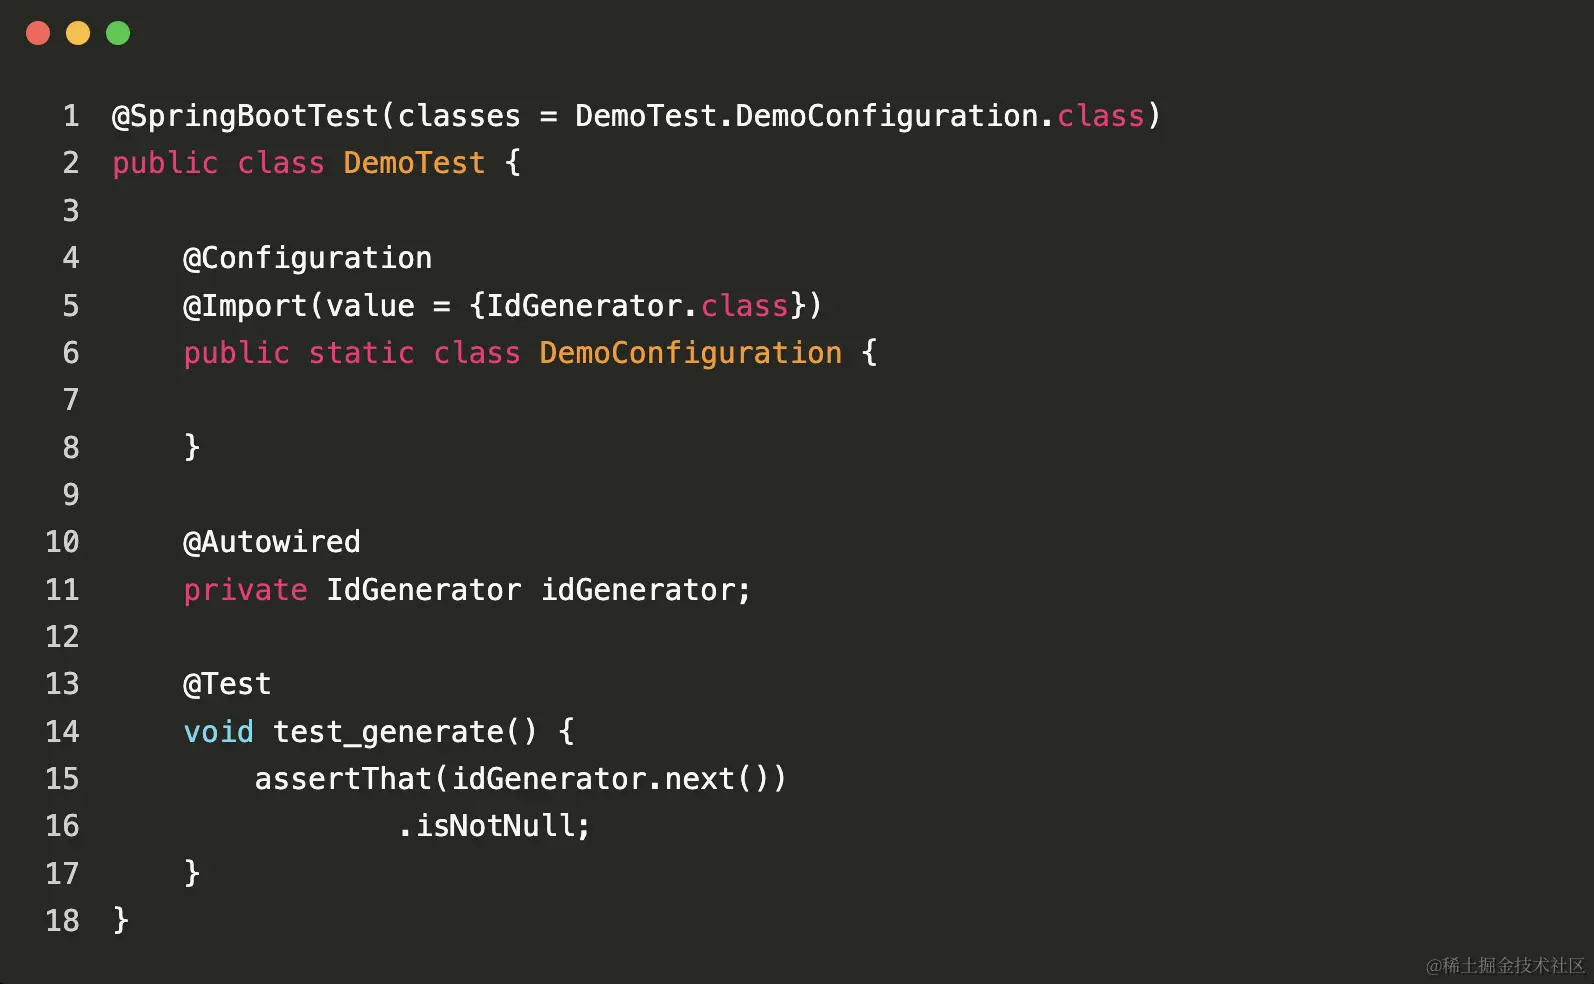 1 @SpringBootTest(classes = DemoTest.DemoConfiguration.class)
2 public class DemoTest {
3
4     @Configuration
5     @Import(value = {IdGenerator.class})
6     public static class DemoConfiguration {
7
8     }
9
10     @Autowired
11     private IdGenerator idGenerator;
12
13     @Test
14     void test_generate() {
15         assertThat(idGenerator.next())
16                 .isNotNull;
17     }
18 }
@稀土掘金技术社区